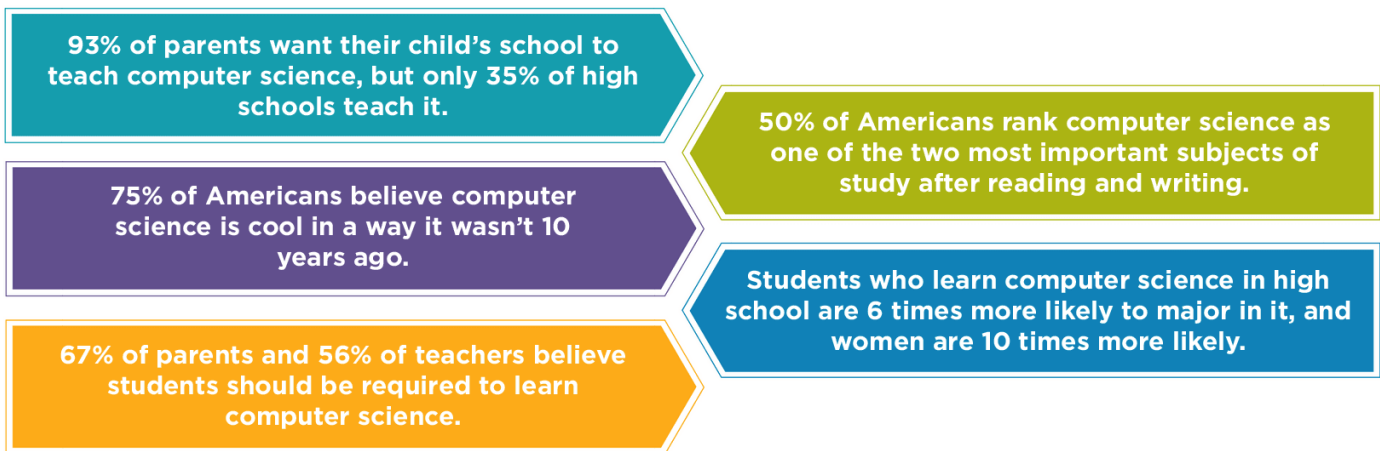 93% of parents want their child’s school to
teach computer science, but only 35% of high
schools teach it.
50% of Americans rank computer science as
one of the two most important subjects of
study after reading and writing.
75% of Americans believe computer
science is cool in a way it wasn’t 10
years ago.
Students who learn computer science in high
school are 6 times more likely to major in it, and
women are 10 times more likely.
67% of parents and 56% of teachers believe
students should be required to learn
computer science.